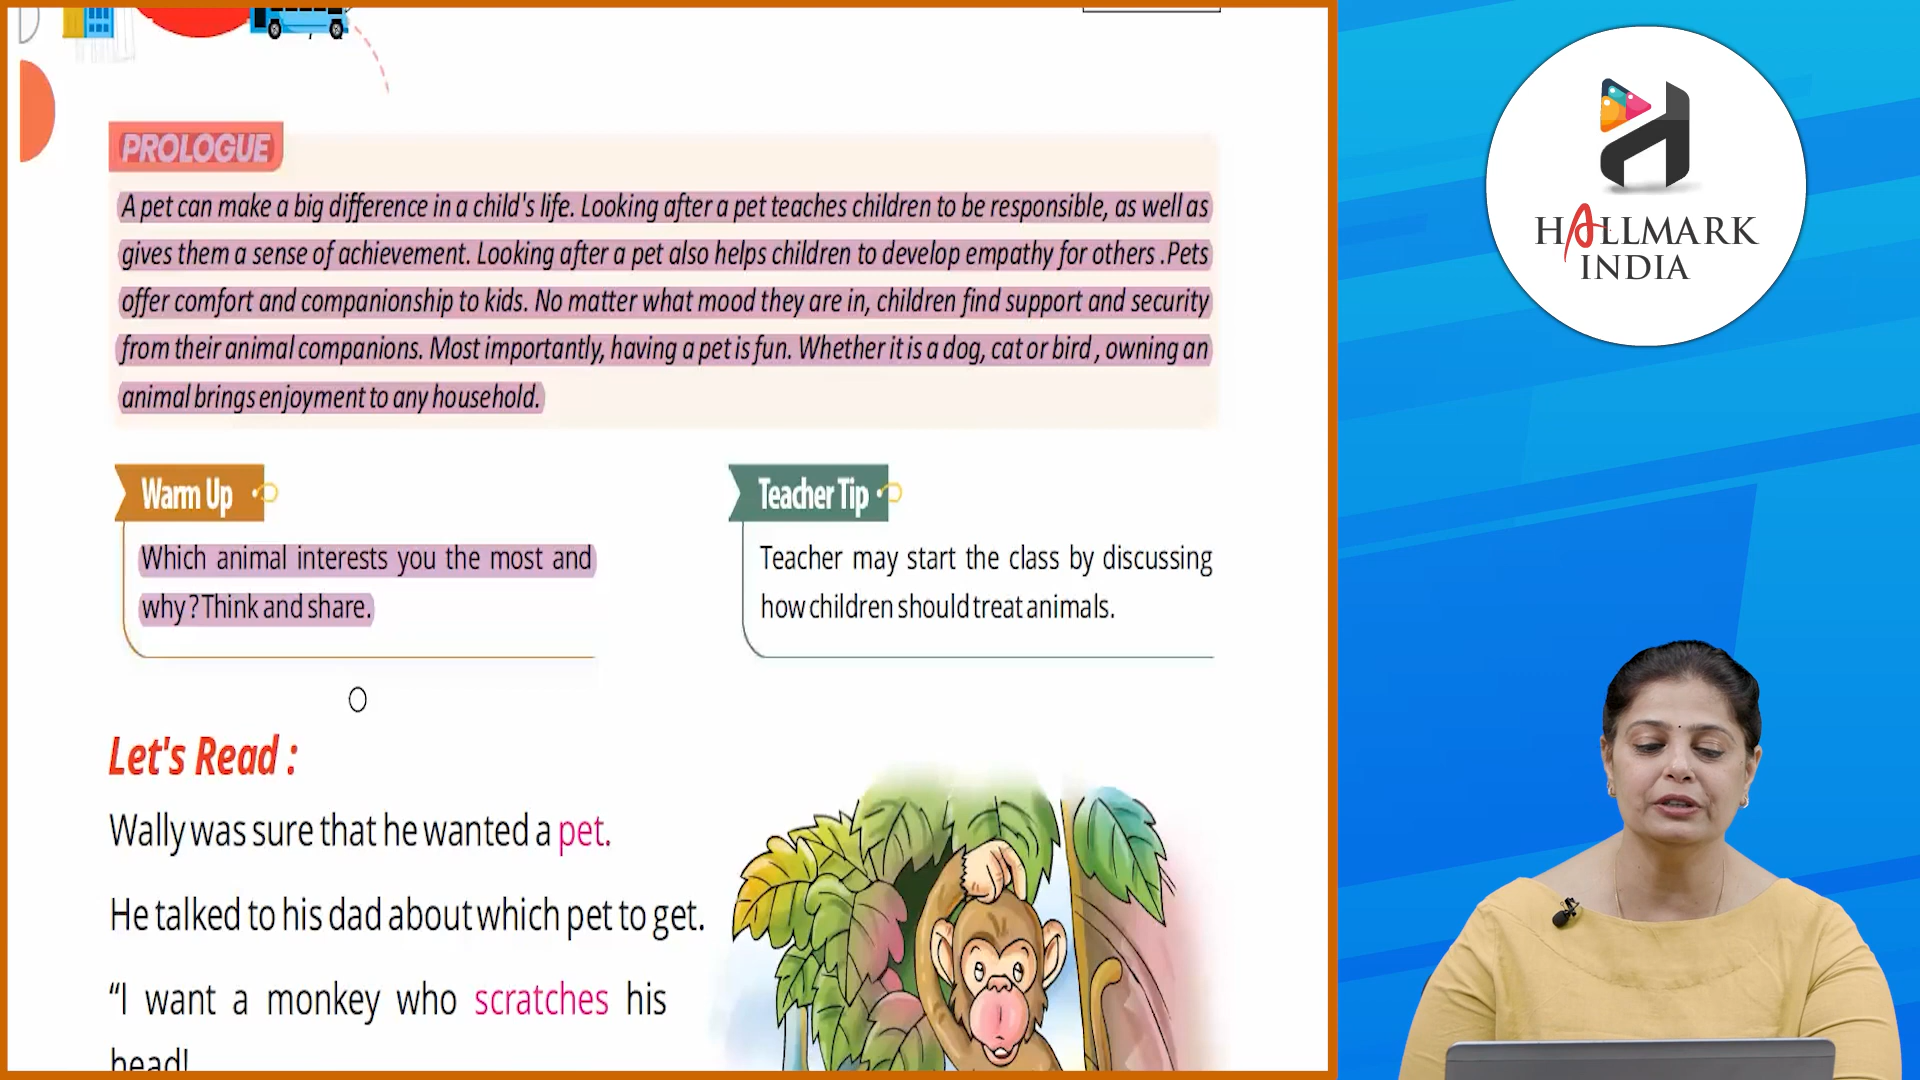 PROLOGUE
A pet can make a big difference in a child's life. Looking after a pet teaches children to be responsible, as well as
gives them a sense of achievement. Looking after a pet also helps children to develop empathy for others .Pets
offer comfort and companionship to kids. No matter what mood they are in, children find support and security
from their animal companions. Most importantly, having a pet is fun. Whether it is a dog, cat or bird , owning an
animal brings enjoyment to any household.
Warm Up
Which animal interests you the most and
why ? Think and share.
Teacher Tip
Teacher may start the class by discussing
how children should treat animals.
Let's Read :
Wally was sure that he wanted a pet.
He talked to his dad about which pet to get.
“I want a monkey who scratches his
head!
HALLMARK
INDIA